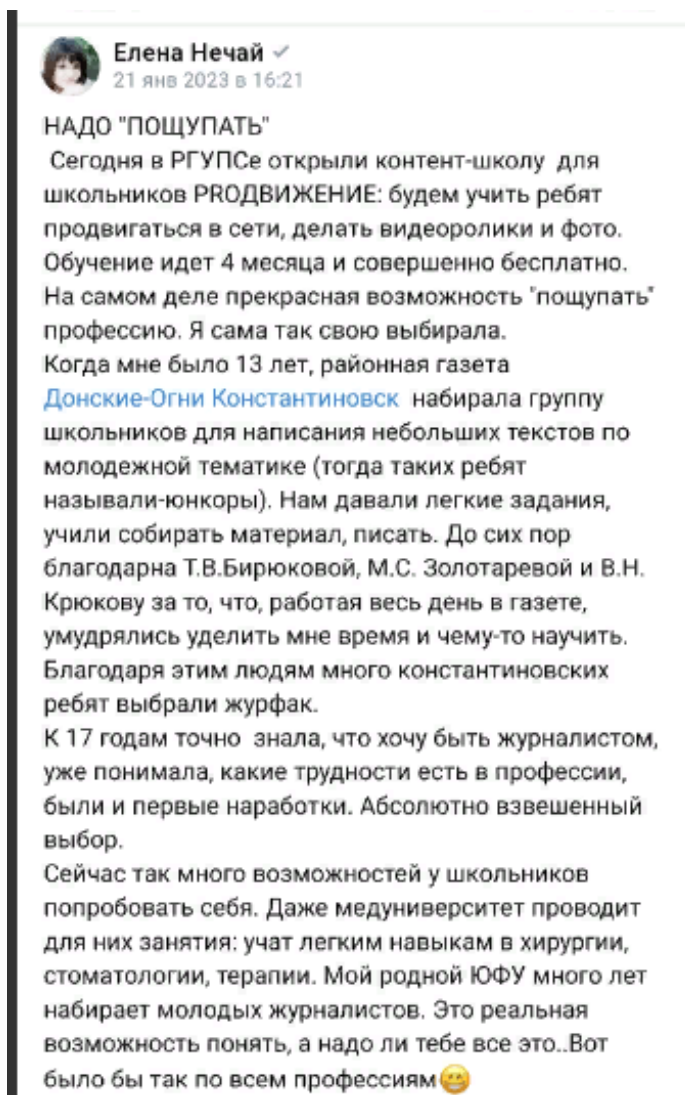 Елена Нечай
21 янв 2023 в 16:21
НАДО "ПОЩУПАТЬ"
Сегодня в РГУПСе открыли контент-школу для
школьников PRОДВИЖЕНИЕ: будем учить ребят
продвигаться в сети, делать видеоролики и фото.
Обучение идет 4 месяца и совершенно бесплатно.
На самом деле прекрасная возможность "пощупать"
профессию. Я сама так свою выбирала.
Когда мне было 13 лет, районная газета
Донские-Огни Константиновск набирала группу
школьников для написания небольших текстов по
молодежной тематике (тогда таких ребят
называли-юнкоры). Нам давали легкие задания,
учили собирать материал, писать. До сих пор
благодарна Т.В.Бирюковой, М.С. Золотаревой и В.Н.
Крюкову за то, что, работая весь день в газете,
умудрялись уделить мне время и чему-то научить.
Благодаря этим людям много константиновских
ребят выбрали журфак.
К 17 годам точно знала, что хочу быть журналистом,
уже понимала, какие трудности есть в профессии,
были и первые наработки. Абсолютно взвешенный
выбор.
Сейчас так много возможностей у школьников
попробовать себя. Даже медуниверситет проводит
для них занятия: учат легким навыкам в хирургии,
стоматологии, терапии. Мой родной ЮФУ много лет
набирает молодых журналистов. Это реальная
возможность понять, а надо ли тебе все это..Вот
было бы так по всем профессиям😄